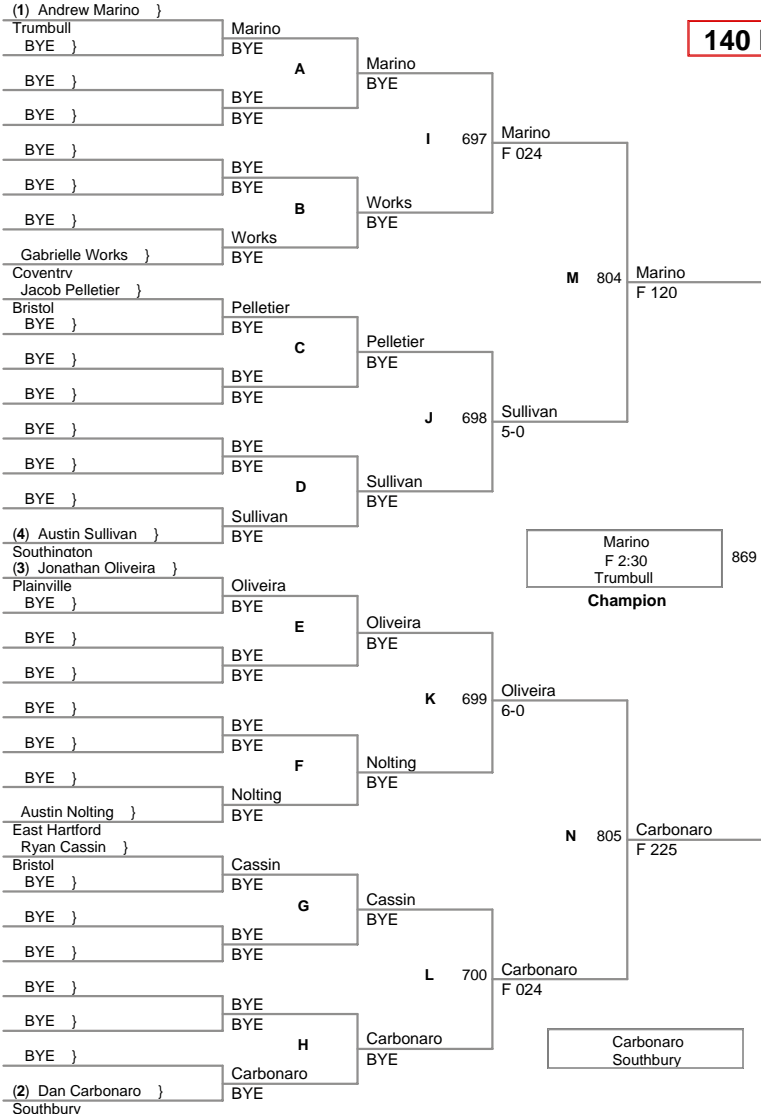 (1) Andrew Marino }
Trumbull
BYE }
BYE }
BYE }
BYE }
BYE }
BYE }
Gabrielle Works }
Coventry
Jacob Pelletier }
Bristol
BYE }
BYE }
BYE }
BYE }
BYE }
BYE }
(4) Austin Sullivan }
Southington
(3) Jonathan Oliveira }
Plainville
BYE }
BYE }
BYE }
BYE }
BYE }
BYE }
Austin Nolting }
East Hartford
Ryan Cassin }
Bristol
BYE }
BYE }
BYE }
BYE }
BYE }
BYE }
(2) Dan Carbonaro }
Southbury
Marino
BYE
A
BYE
BYE
BYE
BYE
B
Works
BYE
Pelletier
BYE
C
BYE
BYE
BYE
BYE
D
Sullivan
BYE
Oliveira
BYE
E
BYE
BYE
BYE
BYE
F
Nolting
BYE
Cassin
BYE
G
BYE
BYE
BYE
BYE
H
Carbonaro
BYE
Marino
BYE
I 697
Works
BYE
Pelletier
BYE
J 698
Sullivan
BYE
Oliveira
BYE
K 699
Nolting
BYE
Cassin
BYE
L 700
Carbonaro
BYE
Marino
F 024
M 804
Sullivan
5-0
Oliveira
6-0
N 805
Carbonaro
F 024
Marino
F 120
Carbonaro
F 225
140
Marino
F 2:30
Trumbull
869
Champion
Carbonaro
Southbury